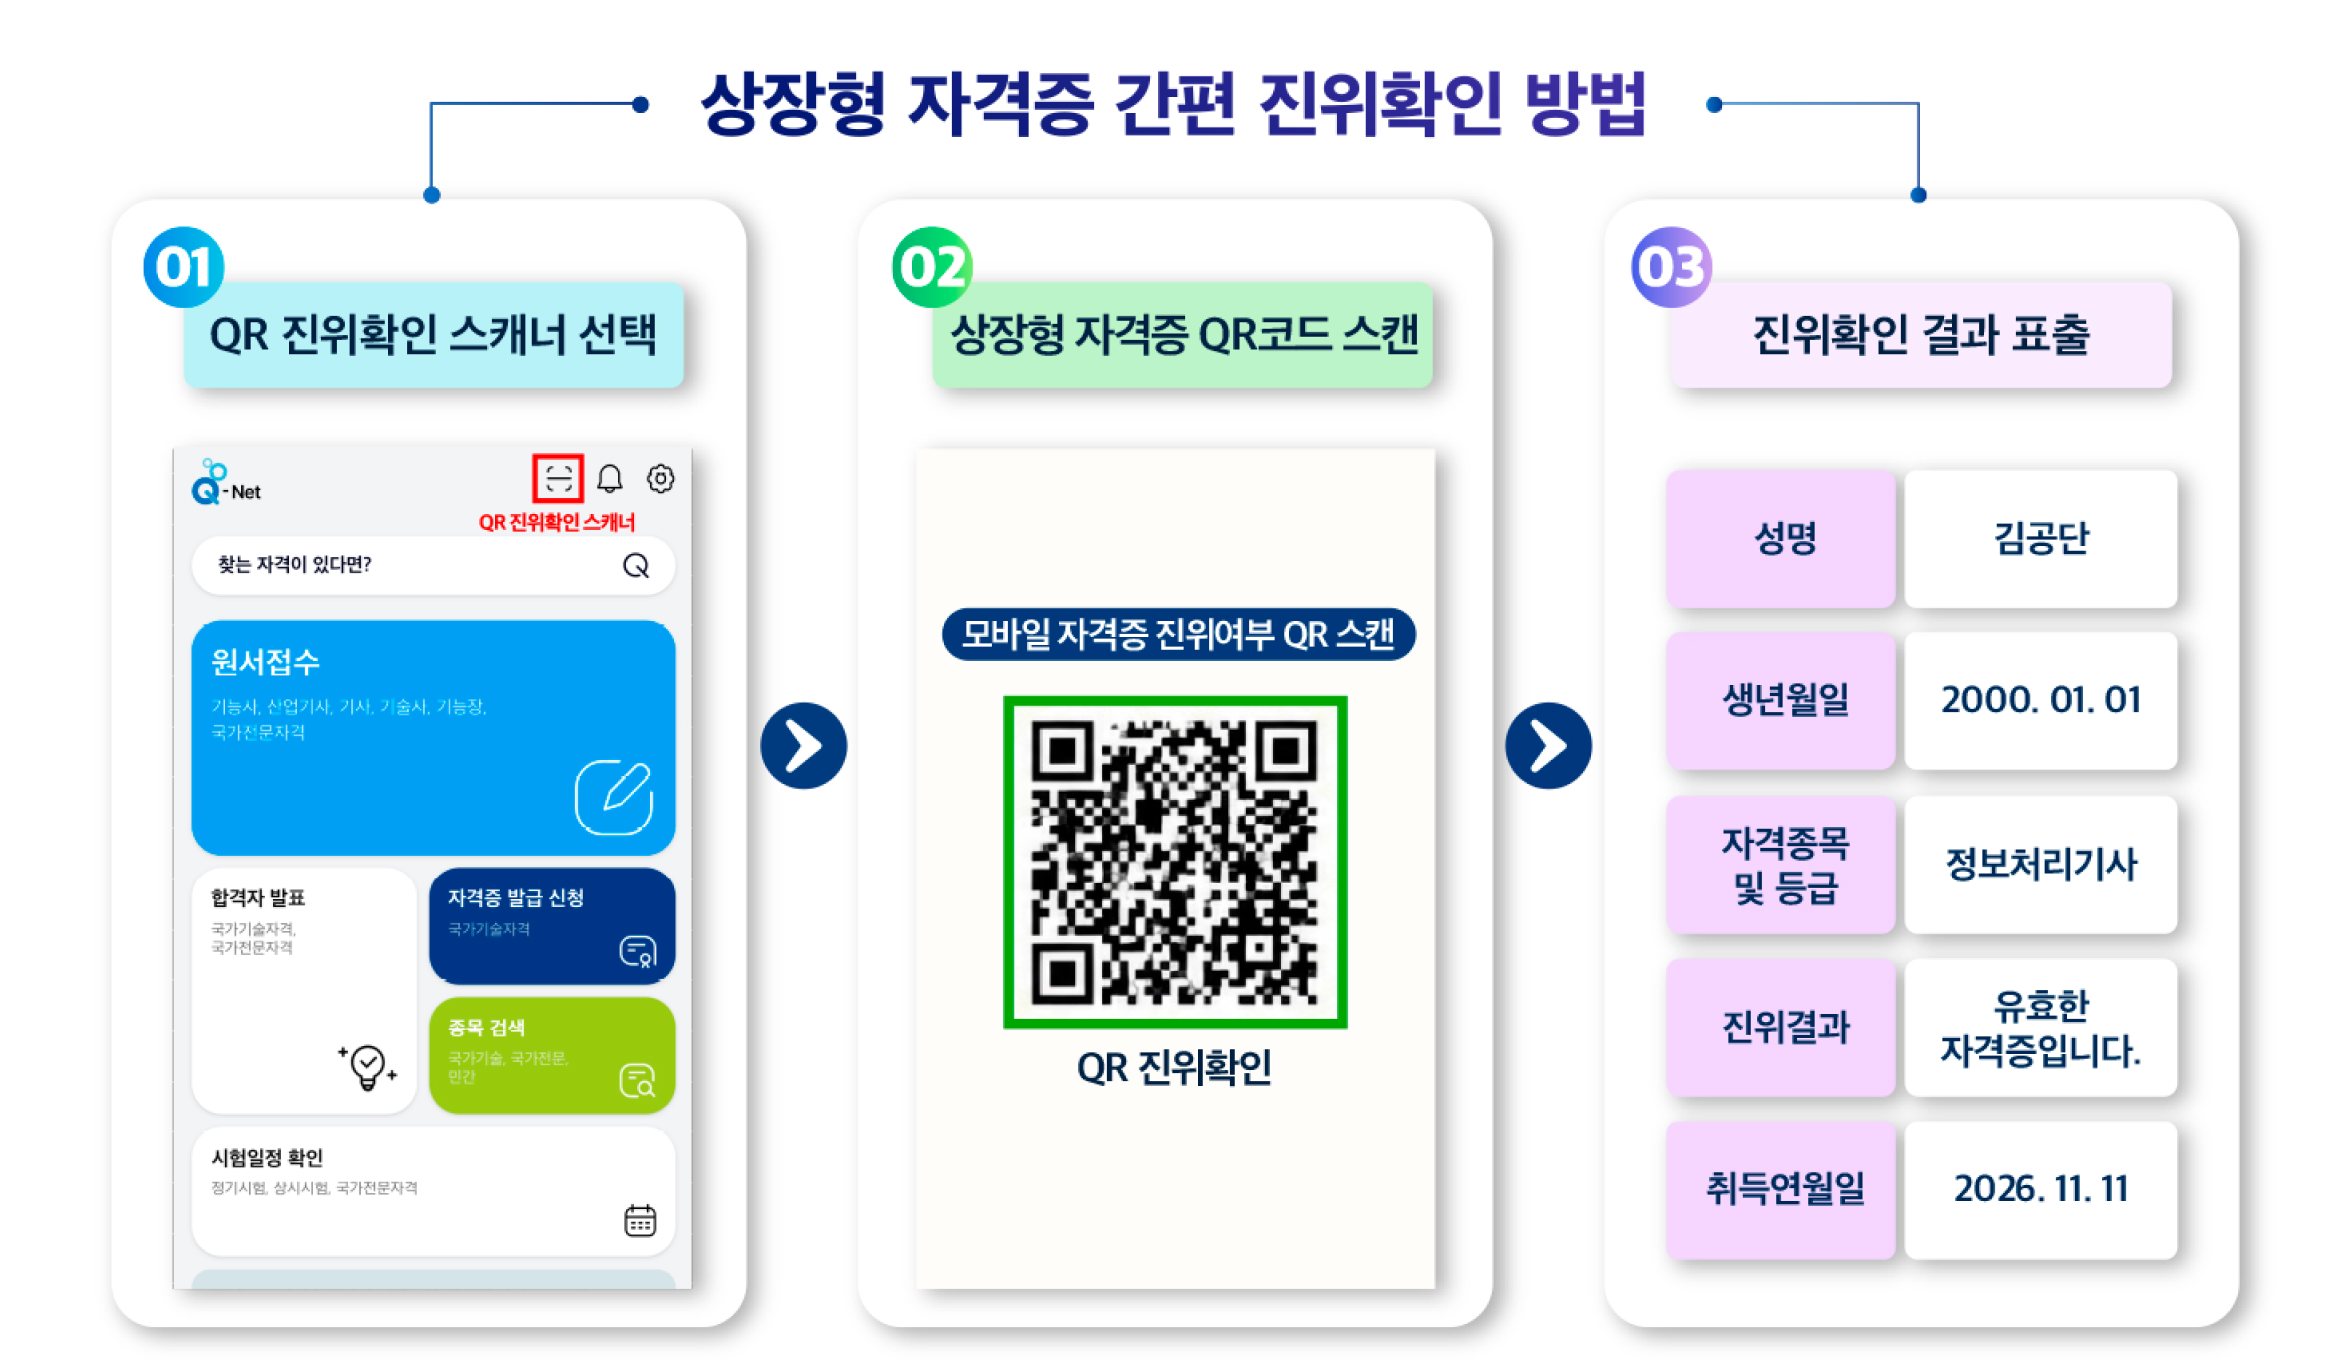 상장형 자격증 간편 진위확인 방법
01
QR 진위확인 스캐너 선택
Q-Net
QR 진위확인 스캐너
찾는 자격이 있다면?
원서접수
기능사, 산업기사, 기사, 기술사, 기능장,
국가전문자격
합격자 발표
국가기술자격,
국가전문자격
자격증 발급 신청
국가기술자격
종목 검색
국가기술, 국가전문,
민간
시험일정 확인
정기시험, 상시시험, 국가전문자격
02
상장형 자격증 QR코드 스캔
모바일 자격증 진위여부 QR 스캔
QR 진위확인
03
진위확인 결과 표출
성명
김공단
생년월일
2000. 01. 01
자격종목
및 등급
정보처리기사
진위결과
유효한
자격증입니다.
취득연월일
2026. 11. 11